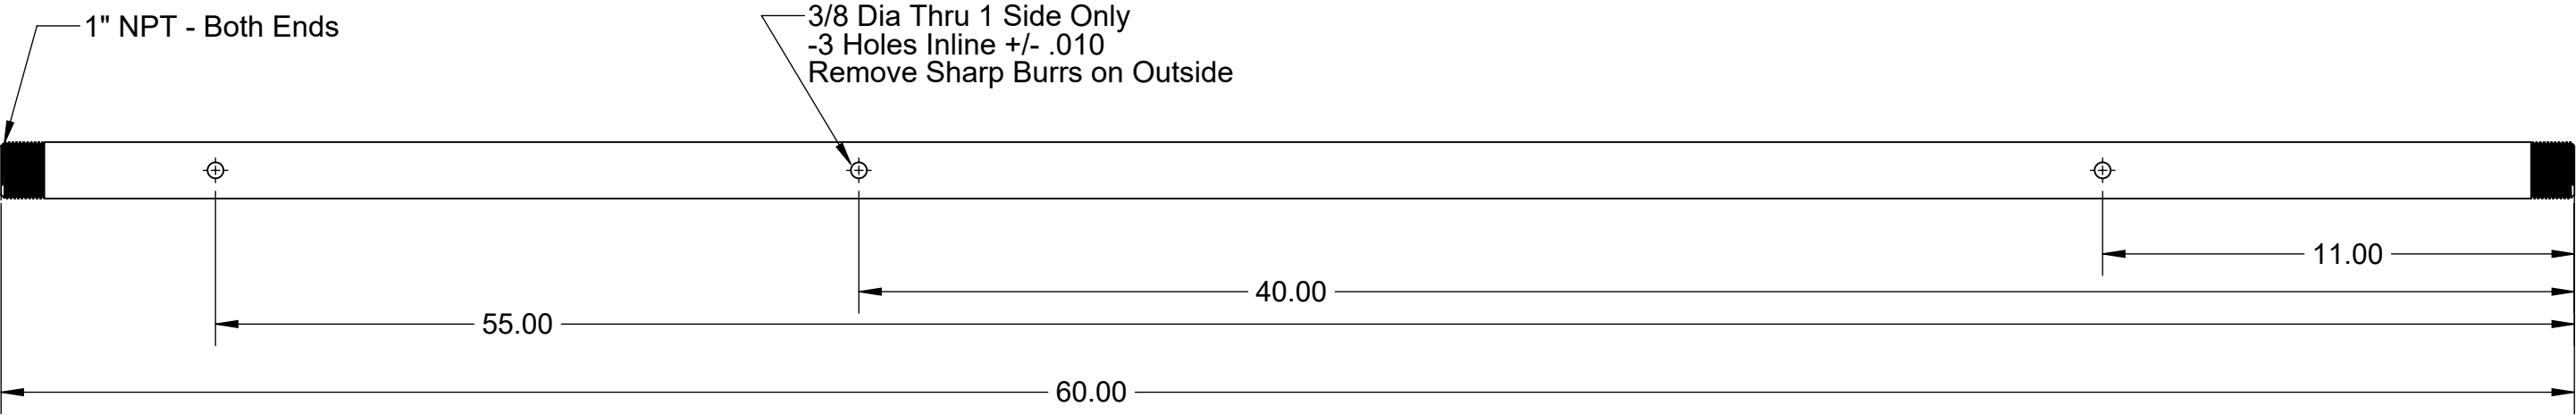 1" NPT - Both Ends
3/8 Dia Thru 1 Side Only
-3 Holes Inline +/- .010
Remove Sharp Burrs on Outside
11.00
40.00
55.00
60.00